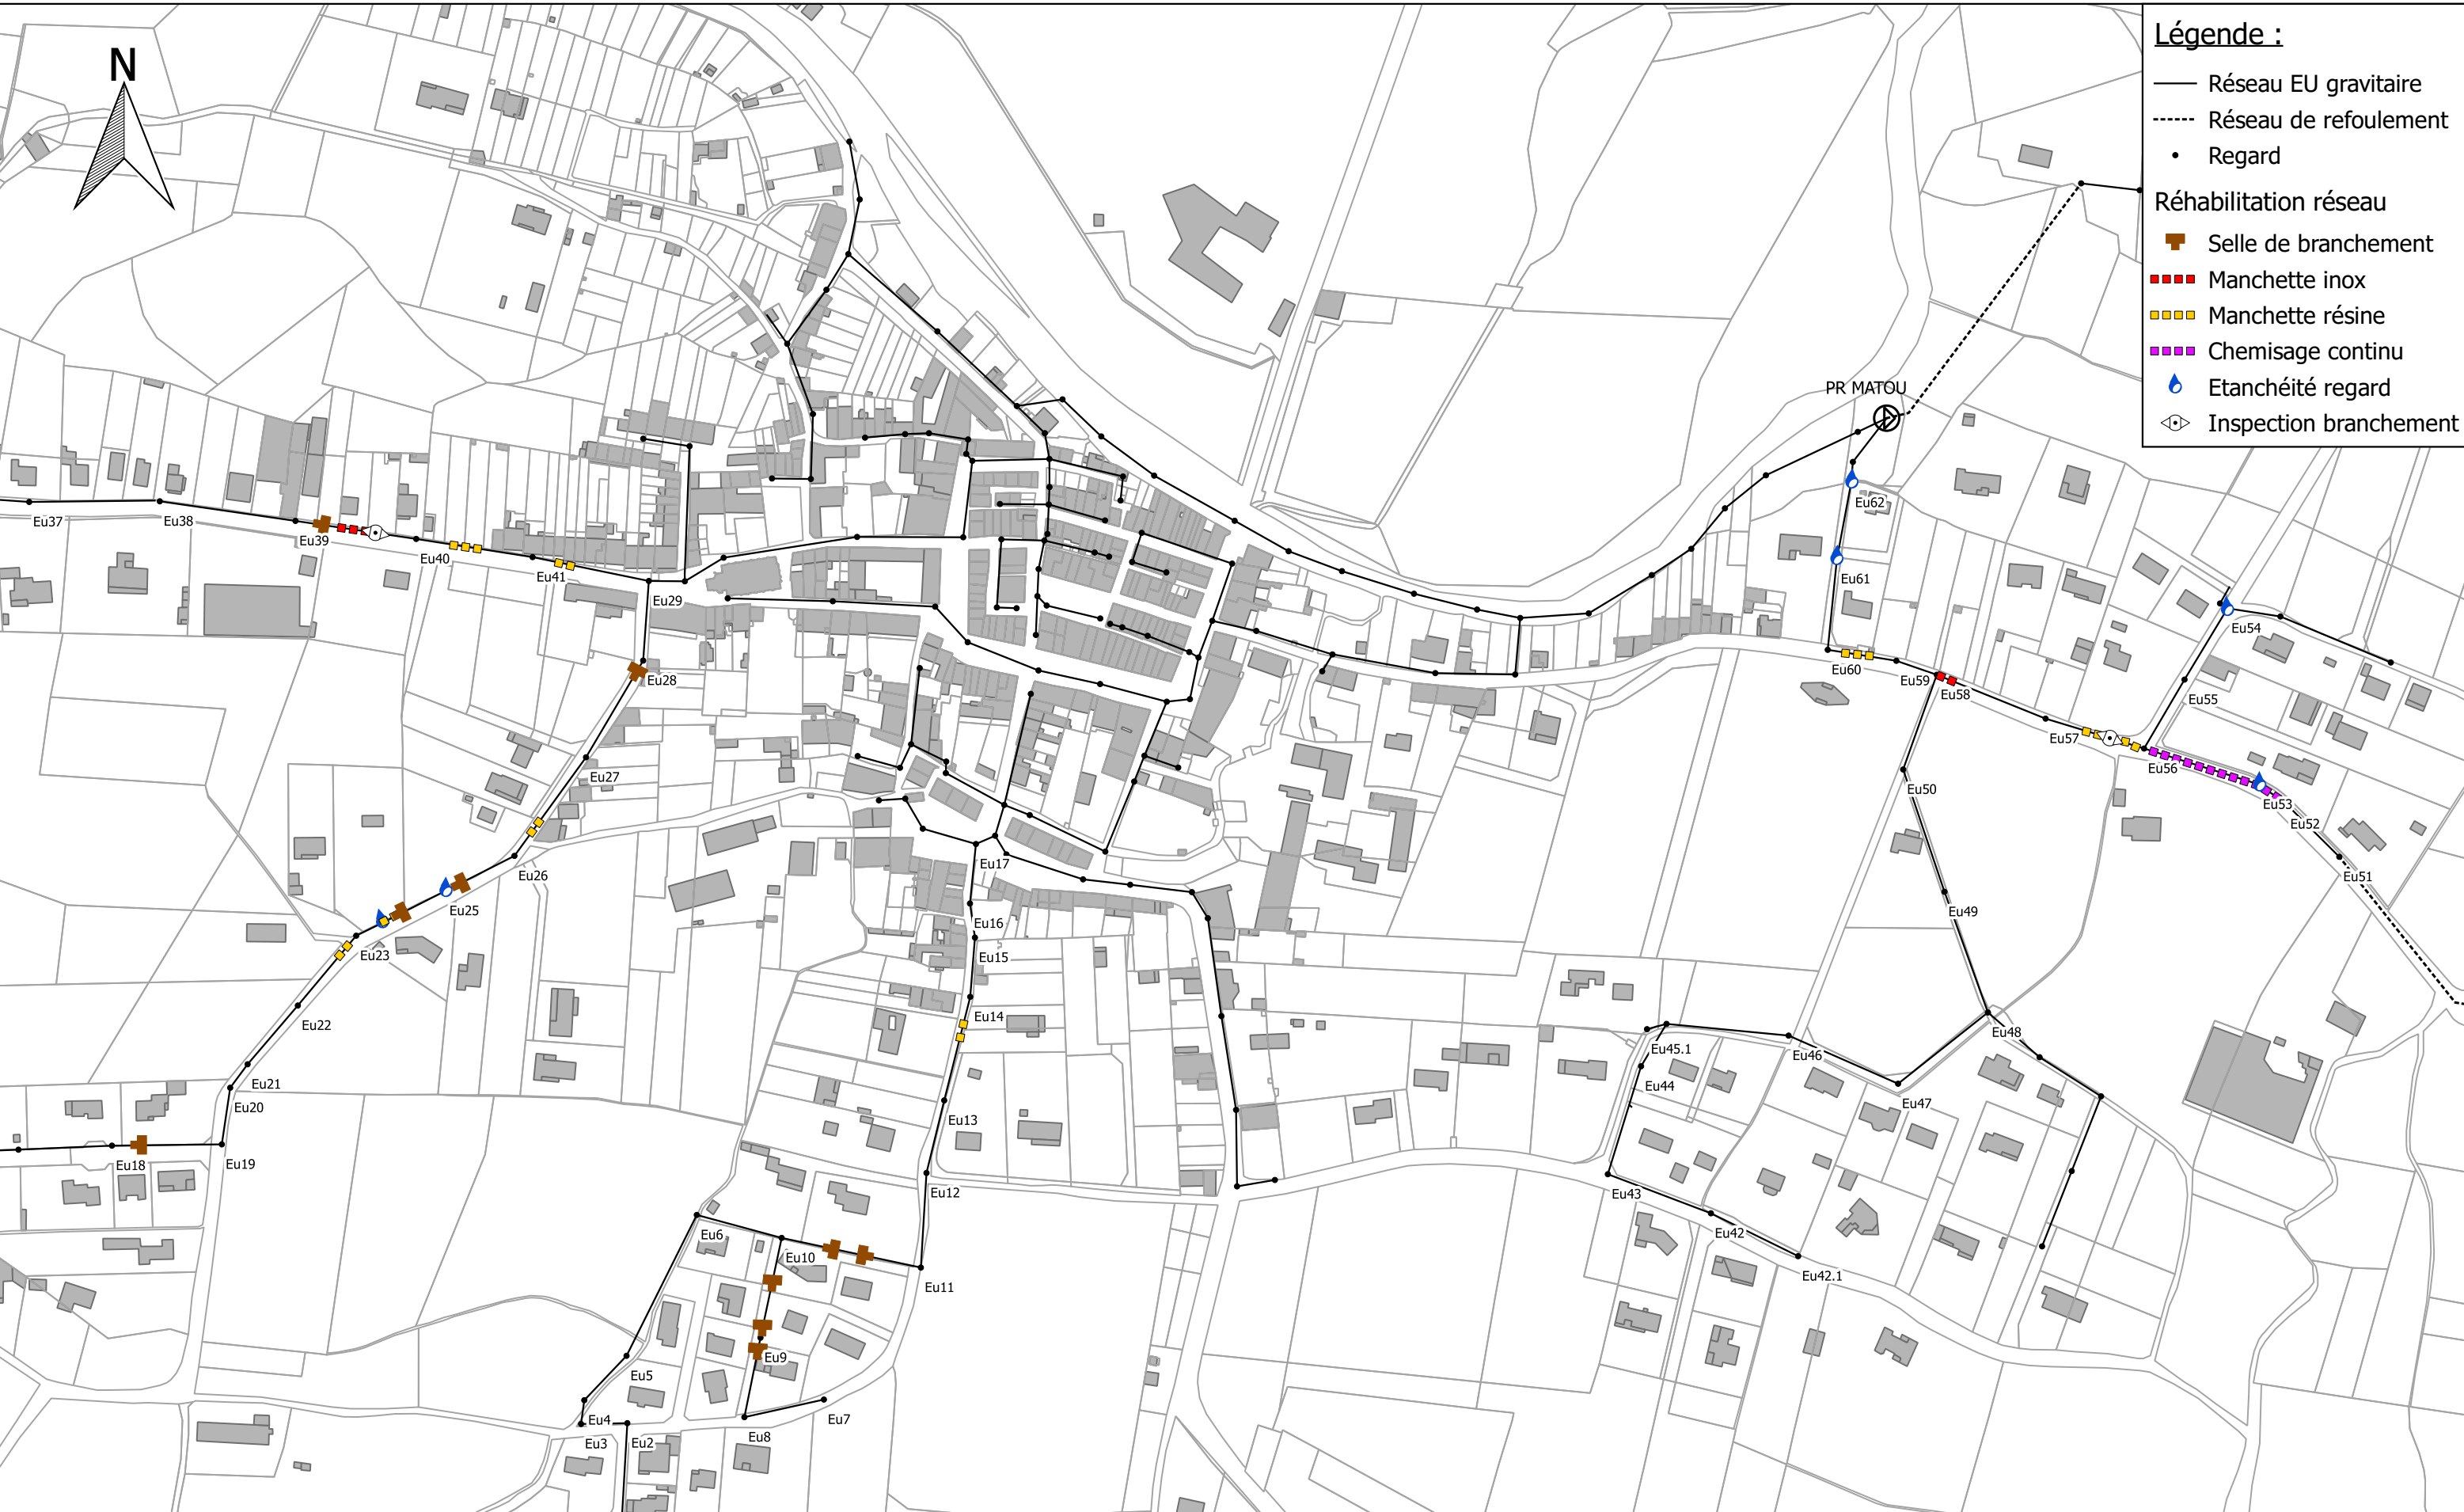 N
Légende :
Réseau EU gravitaire
Réseau de refoulement
Regard
Réhabilitation réseau
Selle de branchement
Manchette inox
Manchette résine
Chemisage continu
Etanchéité regard
Inspection branchement
PR MATOU
Eu62
Eu37
Eu38
Eu39
Eu40
Eu41
Eu61
Eu29
Eu54
Eu60
Eu28
Eu59
Eu58
Eu55
Eu57
Eu56
Eu27
Eu50
Eu53
Eu52
Eu17
Eu26
Eu51
Eu25
Eu49
Eu16
Eu23
Eu15
Eu14
Eu22
Eu48
Eu45.1
Eu46
Eu21
Eu44
Eu20
Eu47
Eu13
Eu18
Eu19
Eu12
Eu43
Eu6
Eu42
Eu10
Eu11
Eu42.1
Eu9
Eu5
Eu4
Eu7
Eu3
Eu2
Eu8